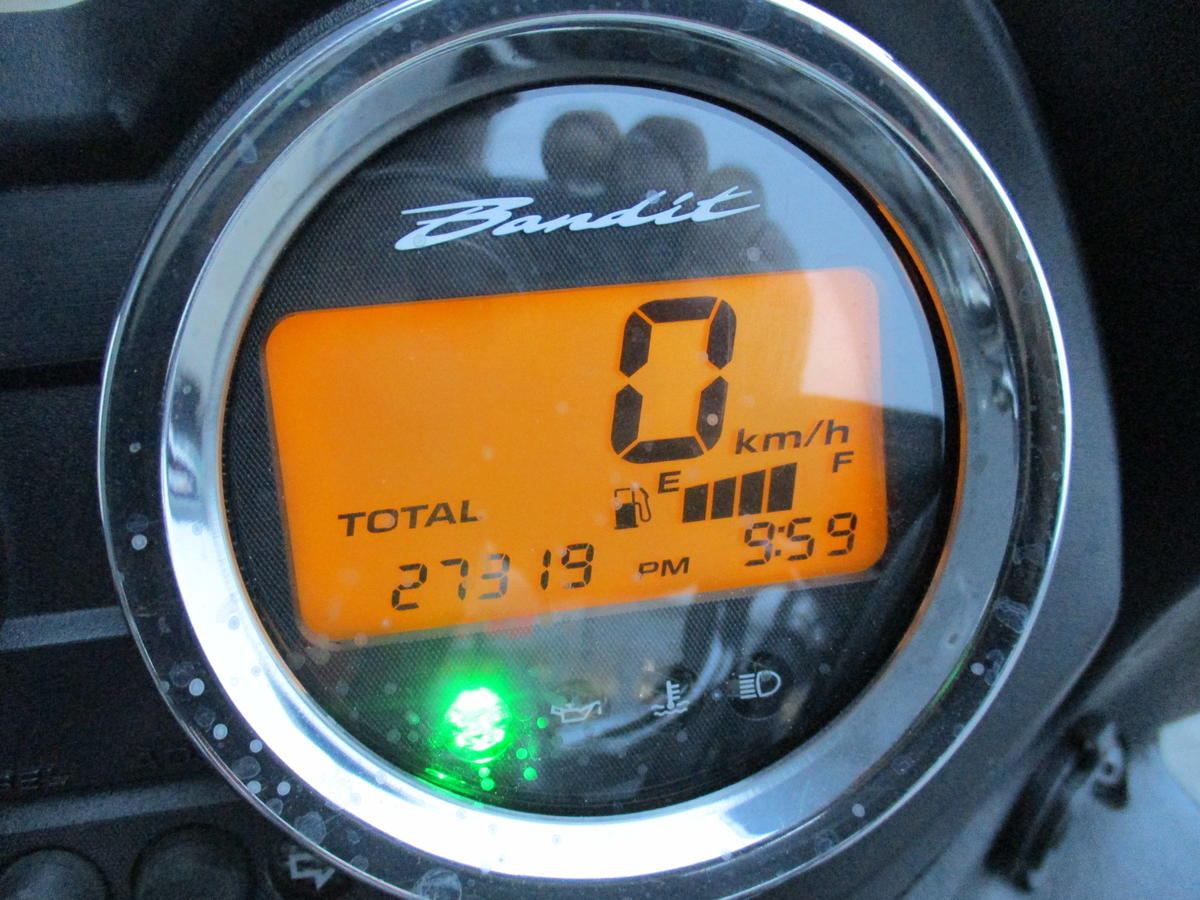 Bandit
0 km/h
E F
TOTAL
27319 PM 9:59